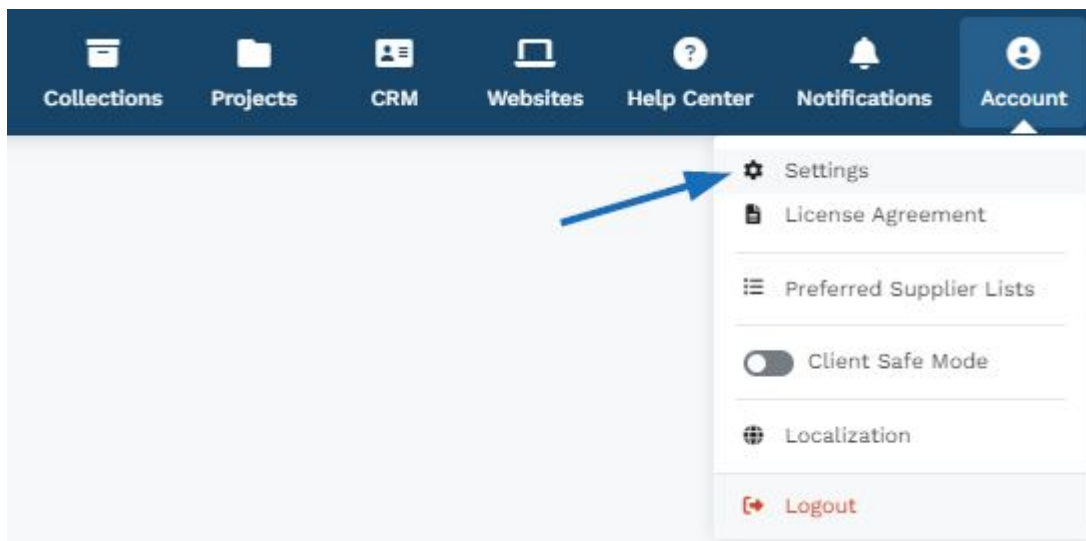 Collections Projects CRM Websites Help Center Notifications Account
Settings
License Agreement
Preferred Supplier Lists
Client Safe Mode
Localization
Logout